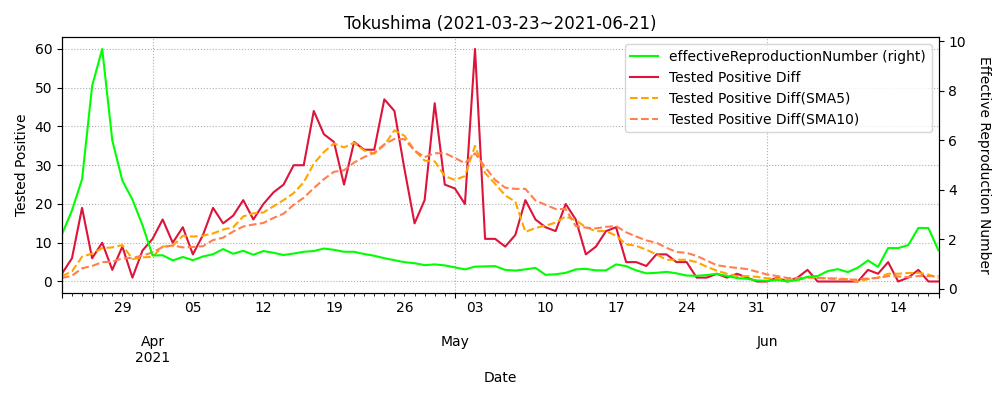 Tokushima (2021-03-23~2021-06-21)
effectiveReproductionNumber (right)
Tested Positive Diff
Tested Positive Diff(SMA5)
Tested Positive Diff(SMA10)
Tested Positive
60
50
40
30
20
10
0
Effective Reproduction Number
10
8
6
4
2
0
29 05 12 19 26 03 10 17 24 31 07 14
Apr May Jun
2021
Date